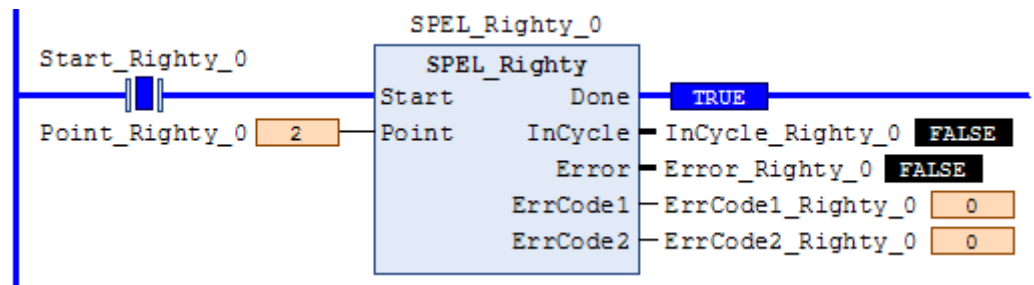 SPEL_Righty_0
Start_Righty_0
SPEL_Righty
Start Done TRUE
Point_Righty_0 2 Point InCycle InCycle_Righty_0 FALSE
Error Error_Righty_0 FALSE
ErrCode1 ErrCode1_Righty_0 0
ErrCode2 ErrCode2_Righty_0 0